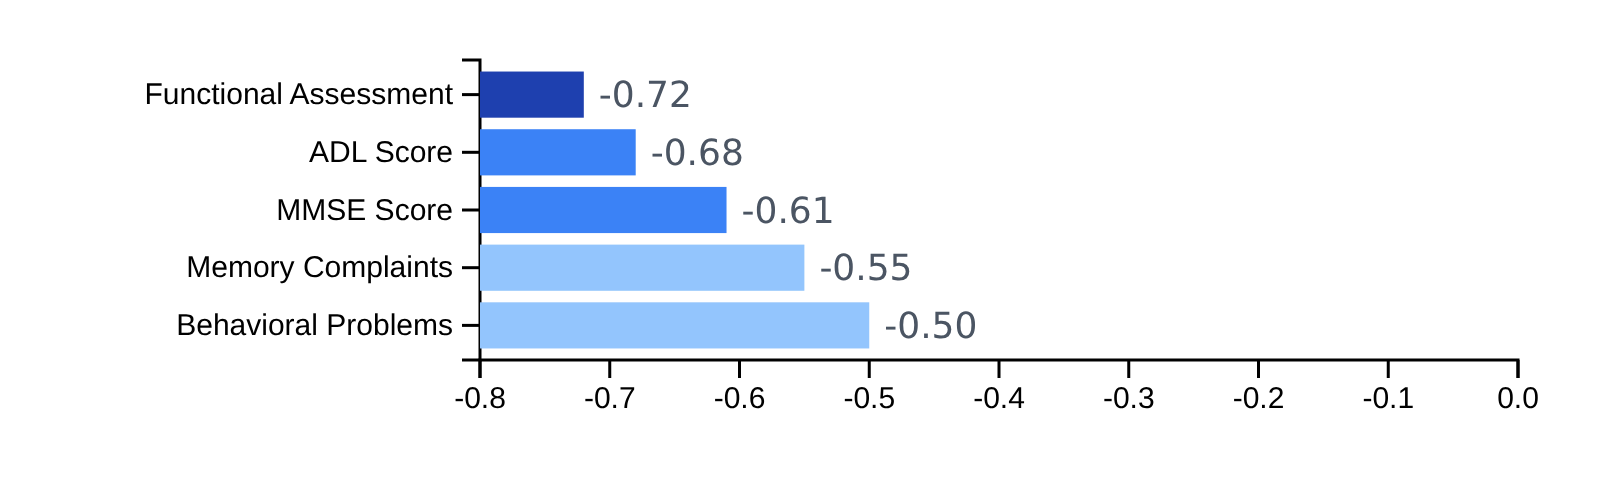 Functional Assessment -0.72
ADL Score -0.68
MMSE Score -0.61
Memory Complaints -0.55
Behavioral Problems -0.50
-0.8 -0.7 -0.6 -0.5 -0.4 -0.3 -0.2 -0.1 0.0